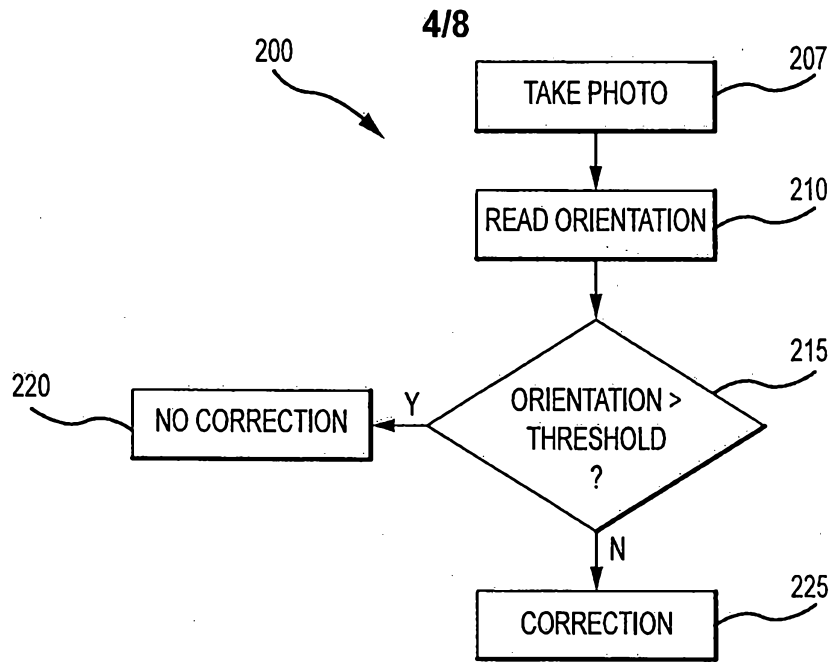 4/8
200
TAKE PHOTO
207
READ ORIENTATION
210
ORIENTATION >
THRESHOLD
?
215
Y
NO CORRECTION
220
N
CORRECTION
225